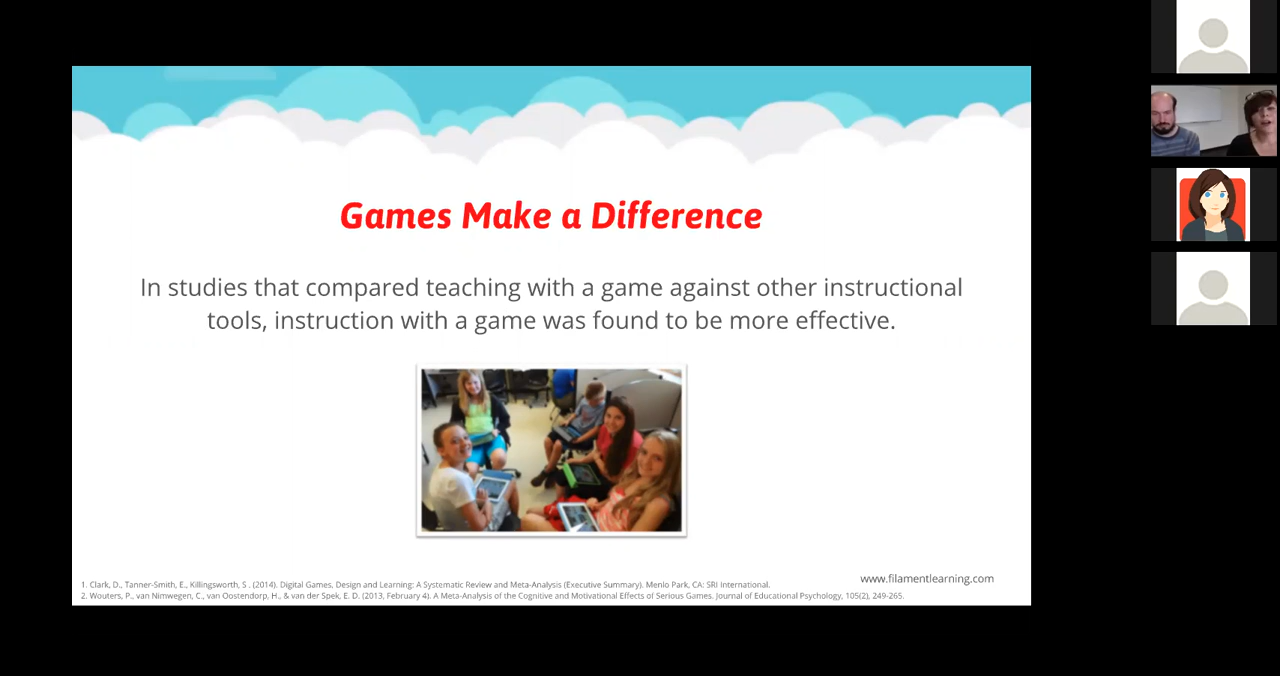 Games Make a Difference
In studies that compared teaching with a game against other instructional
tools, instruction with a game was found to be more effective.
www.filamentlearning.com
1. Clark, D., Tanner-Smith, E., Killingsworth, S . (2014). Digital Games, Design and Learning: A Systematic Review and Meta-Analysis (Executive Summary). Menlo Park, CA: SRI International.
2. Wouters, P., van Nimwegen, C., van Oostendorp, H., & van der Spek, E. D. (2013, February 4). A Meta-Analysis of the Cognitive and Motivational Effects of Serious Games. Journal of Educational Psychology, 105(2), 249-265.